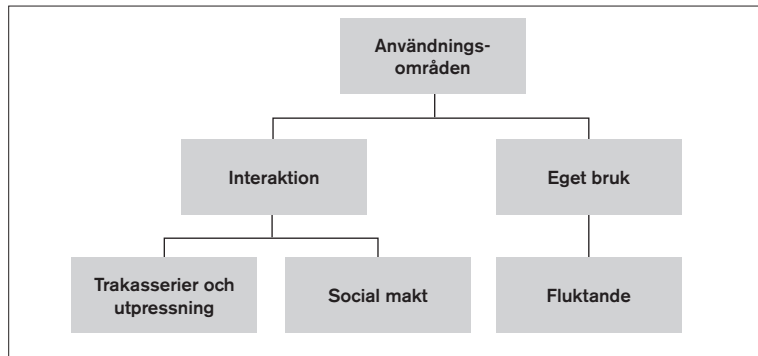 Användnings-
områden
Interaktion
Eget bruk
Trakasserier och
utpressning
Social makt
Fluktande